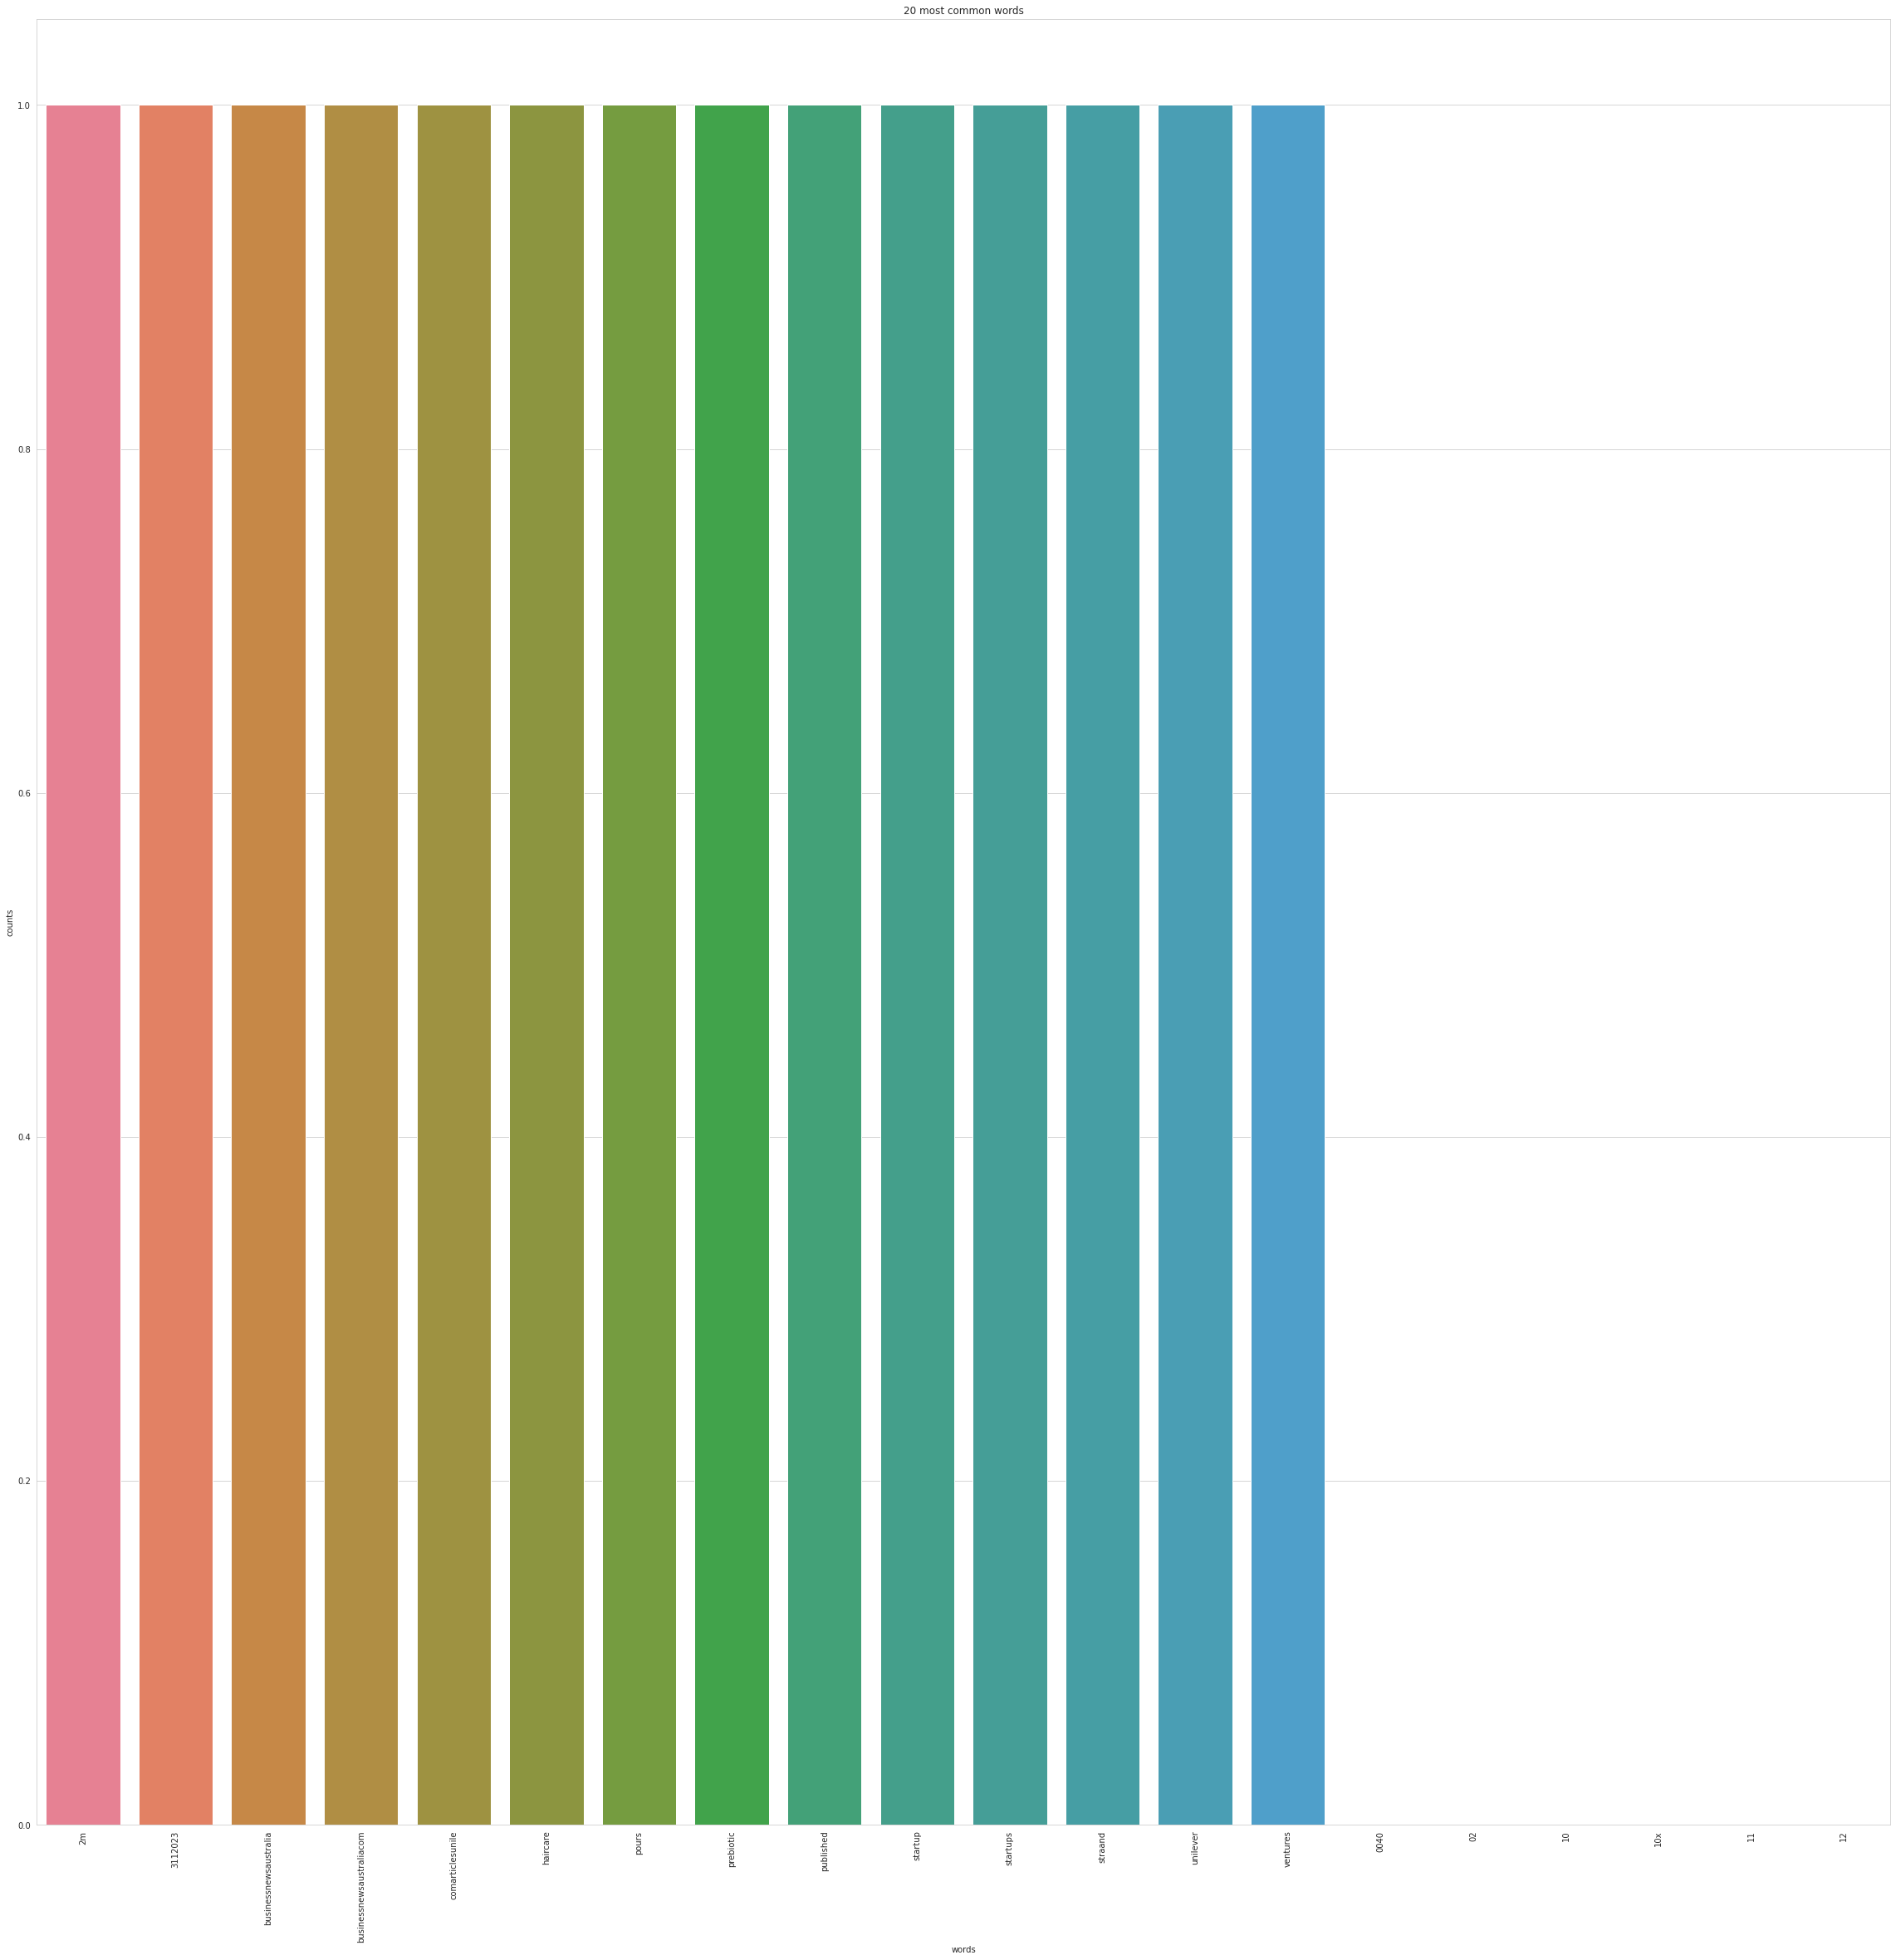 20 most common words
1.0
0.8
0.6
0.4
0.2
0.0
counts
2m
3112023
businessnewsaustralia
businessnewsaustraliacom
comarticlesunile
haircare
pours
prebiotic
published
startup
startups
straand
unilever
ventures
0040
02
10
10x
11
12
words